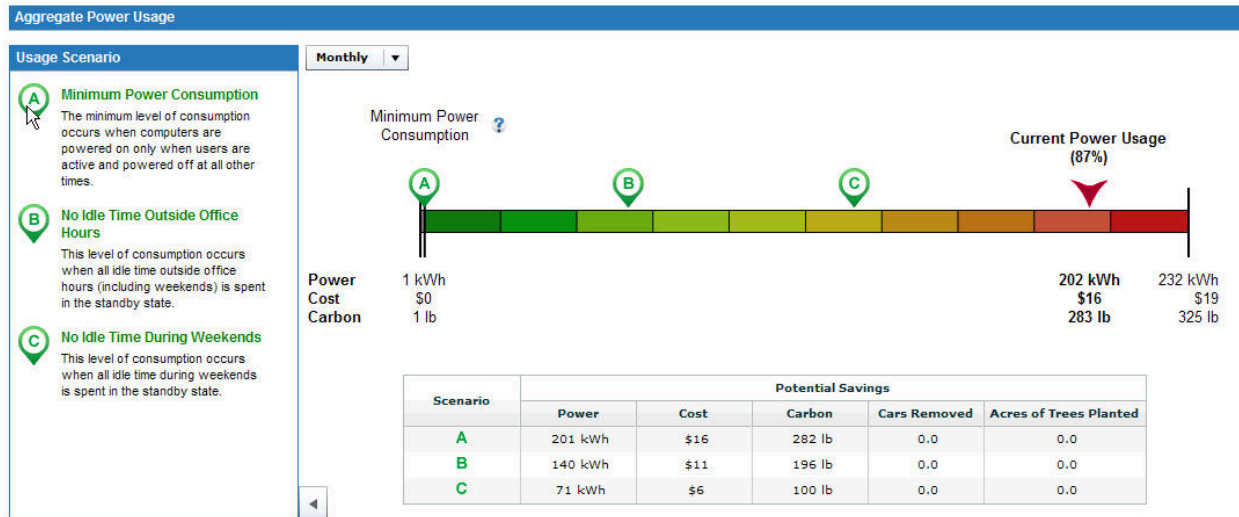 Aggregate Power Usage
Usage Scenario
A
Minimum Power Consumption
The minimum level of consumption
occurs when computers are
powered on only when users are
active and powered off at all other
times.
B
No Idle Time Outside Office
Hours
This level of consumption occurs
when all idle time outside office
hours (including weekends) is spent
in the standby state.
C
No Idle Time During Weekends
This level of consumption occurs
when all idle time during weekends
is spent in the standby state.
Monthly
Minimum Power
Consumption
?
Current Power Usage
(87%)
A B C
Power 1 kWh 202 kWh 232 kWh
Cost $0 $16 $19
Carbon 1 lb 283 lb 325 lb
Scenario Potential Savings
Power Cost Carbon Cars Removed Acres of Trees Planted
A 201 kWh $16 282 lb 0.0 0.0
B 140 kWh $11 196 lb 0.0 0.0
C 71 kWh $6 100 lb 0.0 0.0